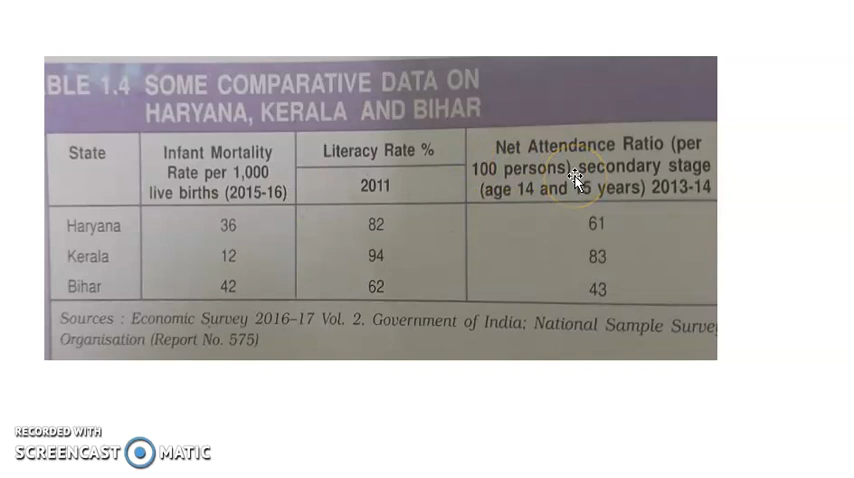 BLE 1.4 SOME COMPARATIVE DATA ON
HARYANA, KERALA AND BIHAR
State
Infant Mortality
Rate per 1,000
live births (2015-16)
Literacy Rate %
2011
Net Attendance Ratio (per
100 persons) secondary stage
(age 14 and 15 years) 2013-14
Haryana 36 82 61
Kerala 12 94 83
Bihar 42 62 43
Sources : Economic Survey 2016–17 Vol. 2, Government of India; National Sample Surve
Organisation (Report No. 575)
RECORDED WITH
SCREENCAST MATIC